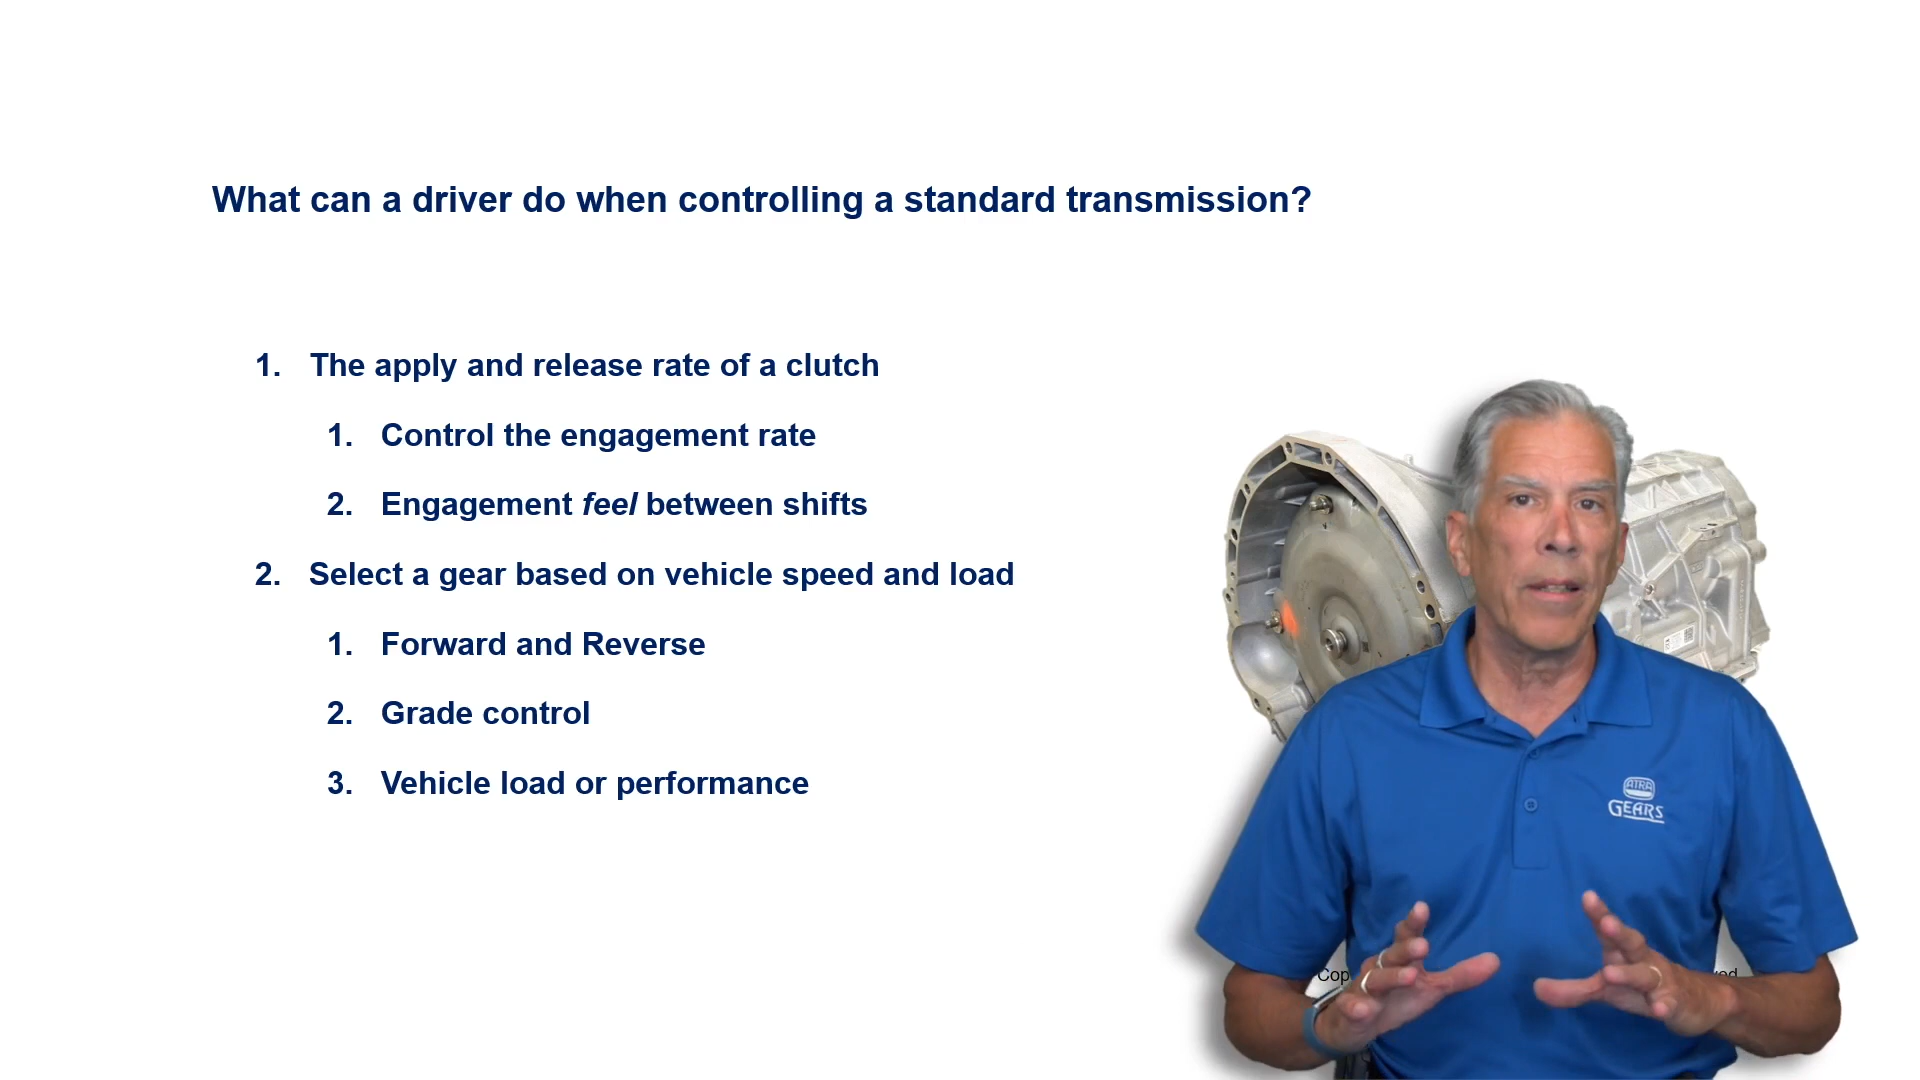 What can a driver do when controlling a standard transmission?
1. The apply and release rate of a clutch
1. Control the engagement rate
2. Engagement feel between shifts
2. Select a gear based on vehicle speed and load
1. Forward and Reverse
2. Grade control
3. Vehicle load or performance
ATRA
GEARS